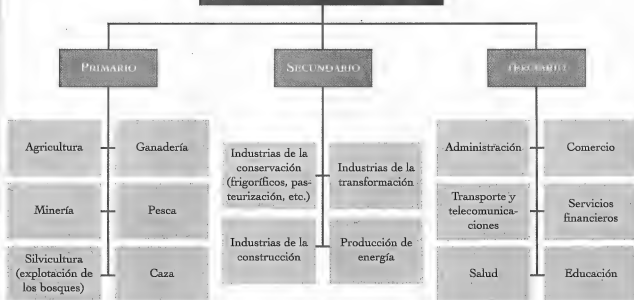 PRIMARIO
SECUNDARIO
TERCIARIO
Agricultura
Ganadería
Minería
Pesca
Silvicultura
(explotación de
los bosques)
Caza
Industrias de la
conservación
(frigoríficos, pas-
teurización, etc.)
Industrias de la
transformación
Industrias de la
construcción
Producción de
energía
Administración
Comercio
Transporte y
telecomunica-
ciones
Servicios
financieros
Salud
Educación